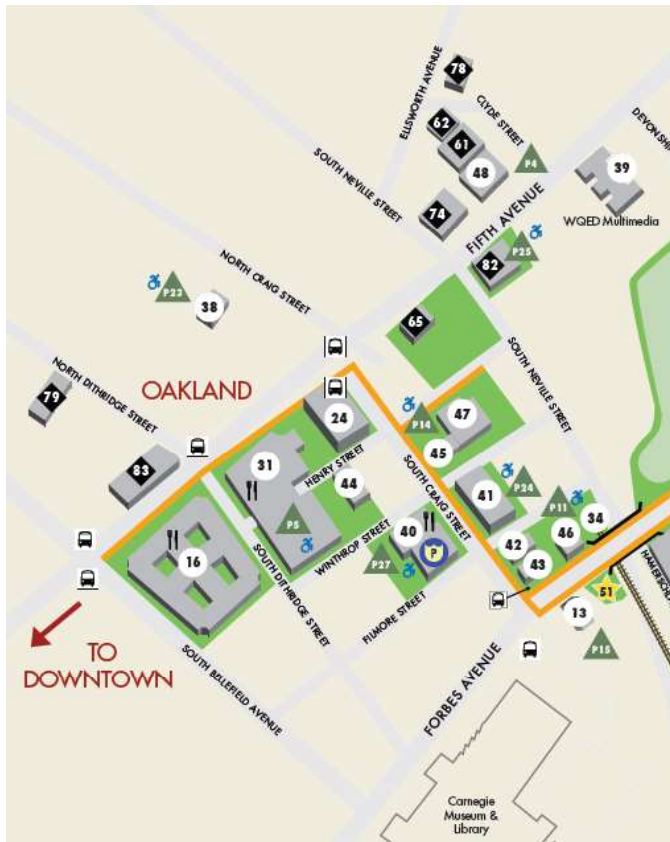 78
ELLSWORTH AVENUE
CLYDE STREET
DEVONSHI
62
61
48
P4
39
SOUTH NEVILLE STREET
74
FIFTH AVENUE
WQED Multimedia
82
P25
NORTH CRAIG STREET
P23
38
65
NORTH DITHRIDGE STREET
OAKLAND
79
SOUTH NEVILLE STREET
24
P14
47
45
83
31
HENRY STREET
SOUTH CRAIG STREET
44
41
P24
P11
34
P5
WINTHROP STREET
40
P
42
46
43
16
SOUTH DITHRIDGE STREET
P27
FILMORE STREET
HAMERSCHL
51
13
P15
TO
DOWNTOWN
SOUTH BELLEFIELD AVENUE
FORBES AVENUE
Carnegie
Museum &
Library